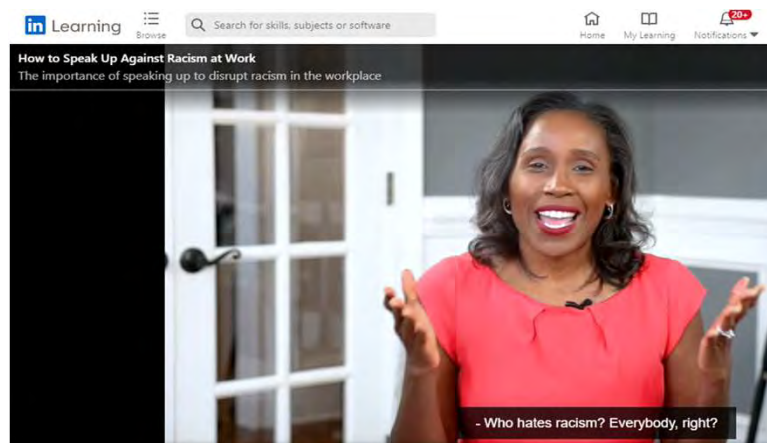 in Learning
Browse
Search for skills, subjects or software
Home
My Learning
20+
Notifications
How to Speak Up Against Racism at Work
The importance of speaking up to disrupt racism in the workplace
- Who hates racism? Everybody, right?